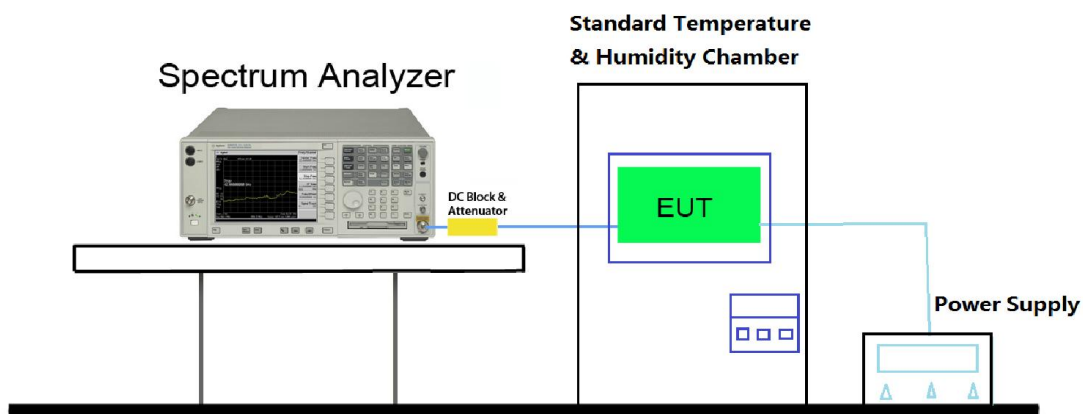 Standard Temperature
& Humidity Chamber
Spectrum Analyzer
DC Block &
Attenuator
EUT
Power Supply